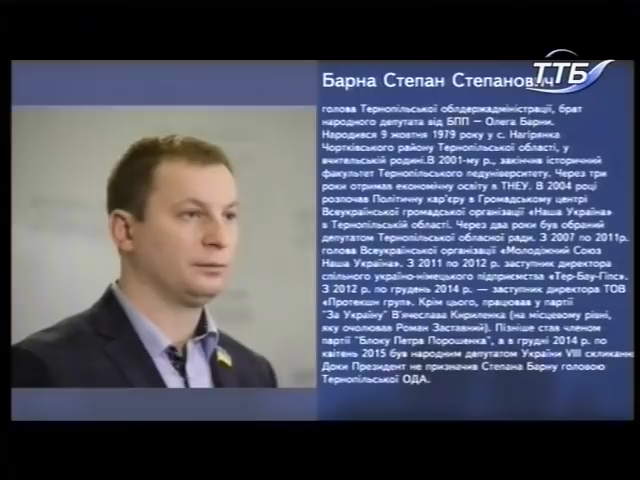 ТТБ
Барна Степан Степанович
голова Тернопільської облдержадміністрації, брат
народного депутата від БПП – Олега Барни.
Народився 9 жовтня 1979 року у с. Нагірянка
Чортківського району Тернопільської області, у
вчительській родині.В 2001-му р., закінчив історичний
факультет Тернопільського педуніверситету. Через три
роки отримав економічну освіту в ТНЕУ. В 2004 році
розпочав Політичну кар'єру в Громадському центрі
Всеукраїнської громадської організації «Наша Україна»
в Тернопільській області. Через два роки був обраний
депутатом Тернопільської обласної ради. З 2007 по 2011р.
голова Всеукраїнської організації «Молодіжний Союз
Наша Україна». З 2011 по 2012 р. заступник директора
спільного україно-німецького підприємства «Тер-Бау-Гіпс».
З 2012 р. по грудень 2014 р. — заступник директора ТОВ
«Протекшн груп». Крім цього, працював у партії
"За Україну" В'ячеслава Кириленка (на місцевому рівні,
яку очолював Роман Заставний). Пізніше став членом
партії "Блоку Петра Порошенка", а в грудні 2014 р. по
квітень 2015 був народним депутатом України VIII скликання
Доки Президент не призначив Степана Барну головою
Тернопільської ОДА.